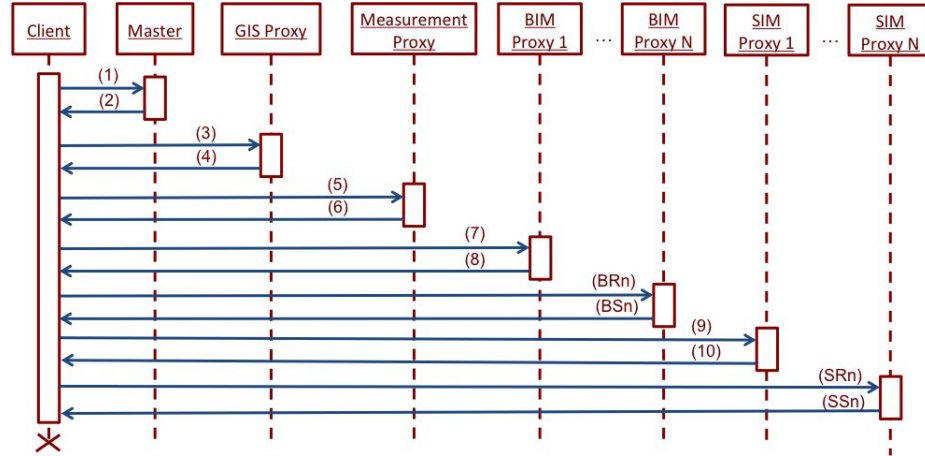 Client
Master
GIS Proxy
Measurement
Proxy
BIM
Proxy 1
...
BIM
Proxy N
SIM
Proxy 1
...
SIM
Proxy N
(1)
(2)
(3)
(4)
(5)
(6)
(7)
(8)
(BRn)
(BSn)
(9)
(10)
(SRn)
(SSn)